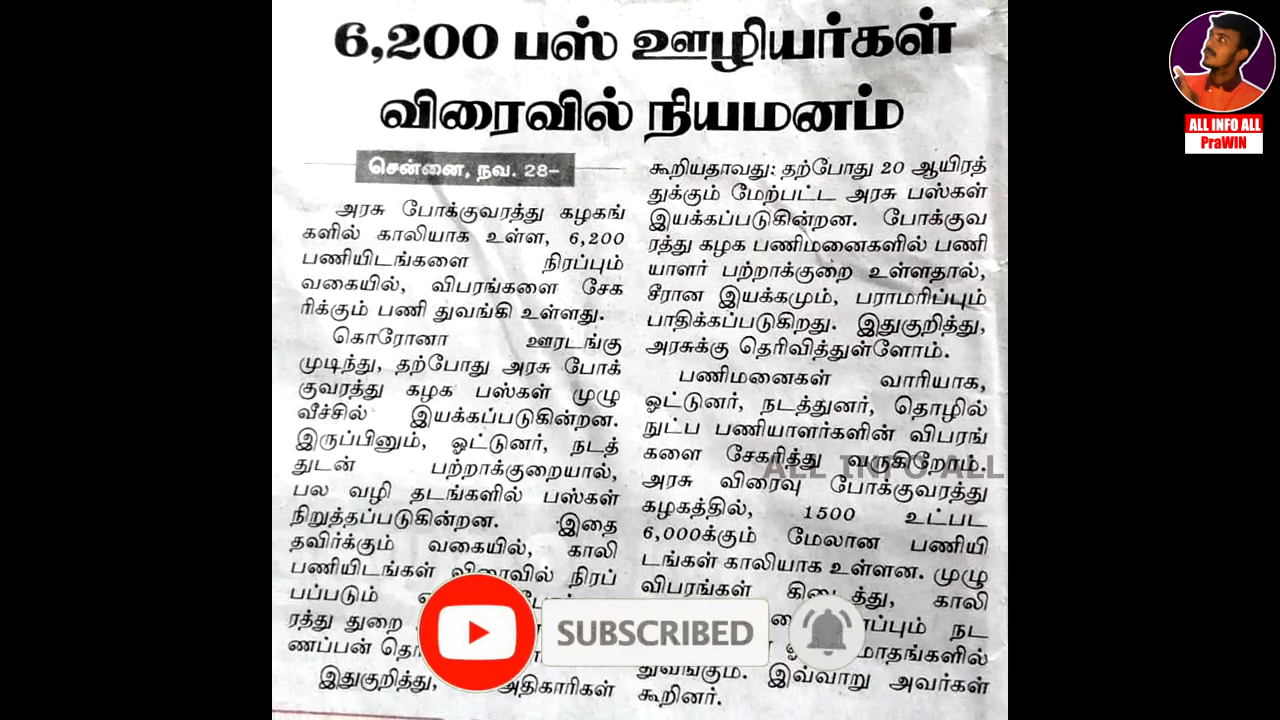 6,200 பஸ் ஊழியர்கள்
விரைவில் நியமனம்
சென்னை, நவ. 28–
அரசு போக்குவரத்து கழகங்
களில் காலியாக உள்ள, 6,200
பணியிடங்களை நிரப்பும்
வகையில், விபரங்களை சேக
ரிக்கும் பணி துவங்கி உள்ளது.
கொரோனா ஊரடங்கு
முடிந்து, தற்போது அரசு போக்
குவரத்து கழக பஸ்கள் முழு
வீச்சில் இயக்கப்படுகின்றன.
இருப்பினும், ஓட்டுனர், நடத்
துடன் பற்றாக்குறையால்,
பல வழி தடங்களில் பஸ்கள்
நிறுத்தப்படுகின்றன. இதை
தவிர்க்கும் வகையில், காலி
பணியிடங்கள் விரைவில் நிரப்
பப்படும்
ரத்து துறை
ணப்பன்
இதுகுறித்து, அதிகாரிகள்
கூறியதாவது: தற்போது 20 ஆயிரத்
துக்கும் மேற்பட்ட அரசு பஸ்கள்
இயக்கப்படுகின்றன. போக்குவ
ரத்து கழக பணிமனைகளில் பணி
யாளர் பற்றாக்குறை உள்ளதால்,
சீரான இயக்கமும், பராமரிப்பும்
பாதிக்கப்படுகிறது. இதுகுறித்து,
அரசுக்கு தெரிவித்துள்ளோம்.
பணிமனைகள் வாரியாக,
ஓட்டுனர், நடத்துனர், தொழில்
நுட்ப பணியாளர்களின் விபரங்
களை சேகரித்து வருகிறோம்.
அரசு விரைவு போக்குவரத்து
கழகத்தில், 1500 உட்பட
6,000க்கும் மேலான பணியி
டங்கள் காலியாக உள்ளன. முழு
விபரங்கள் கிடைத்து, காலி
நட
மாதங்களில்
துவங்கும். இவ்வாறு அவர்கள்
கூறினர்.
ALL INFO ALL
SUBSCRIBED
ALL INFO ALL
PraWIN